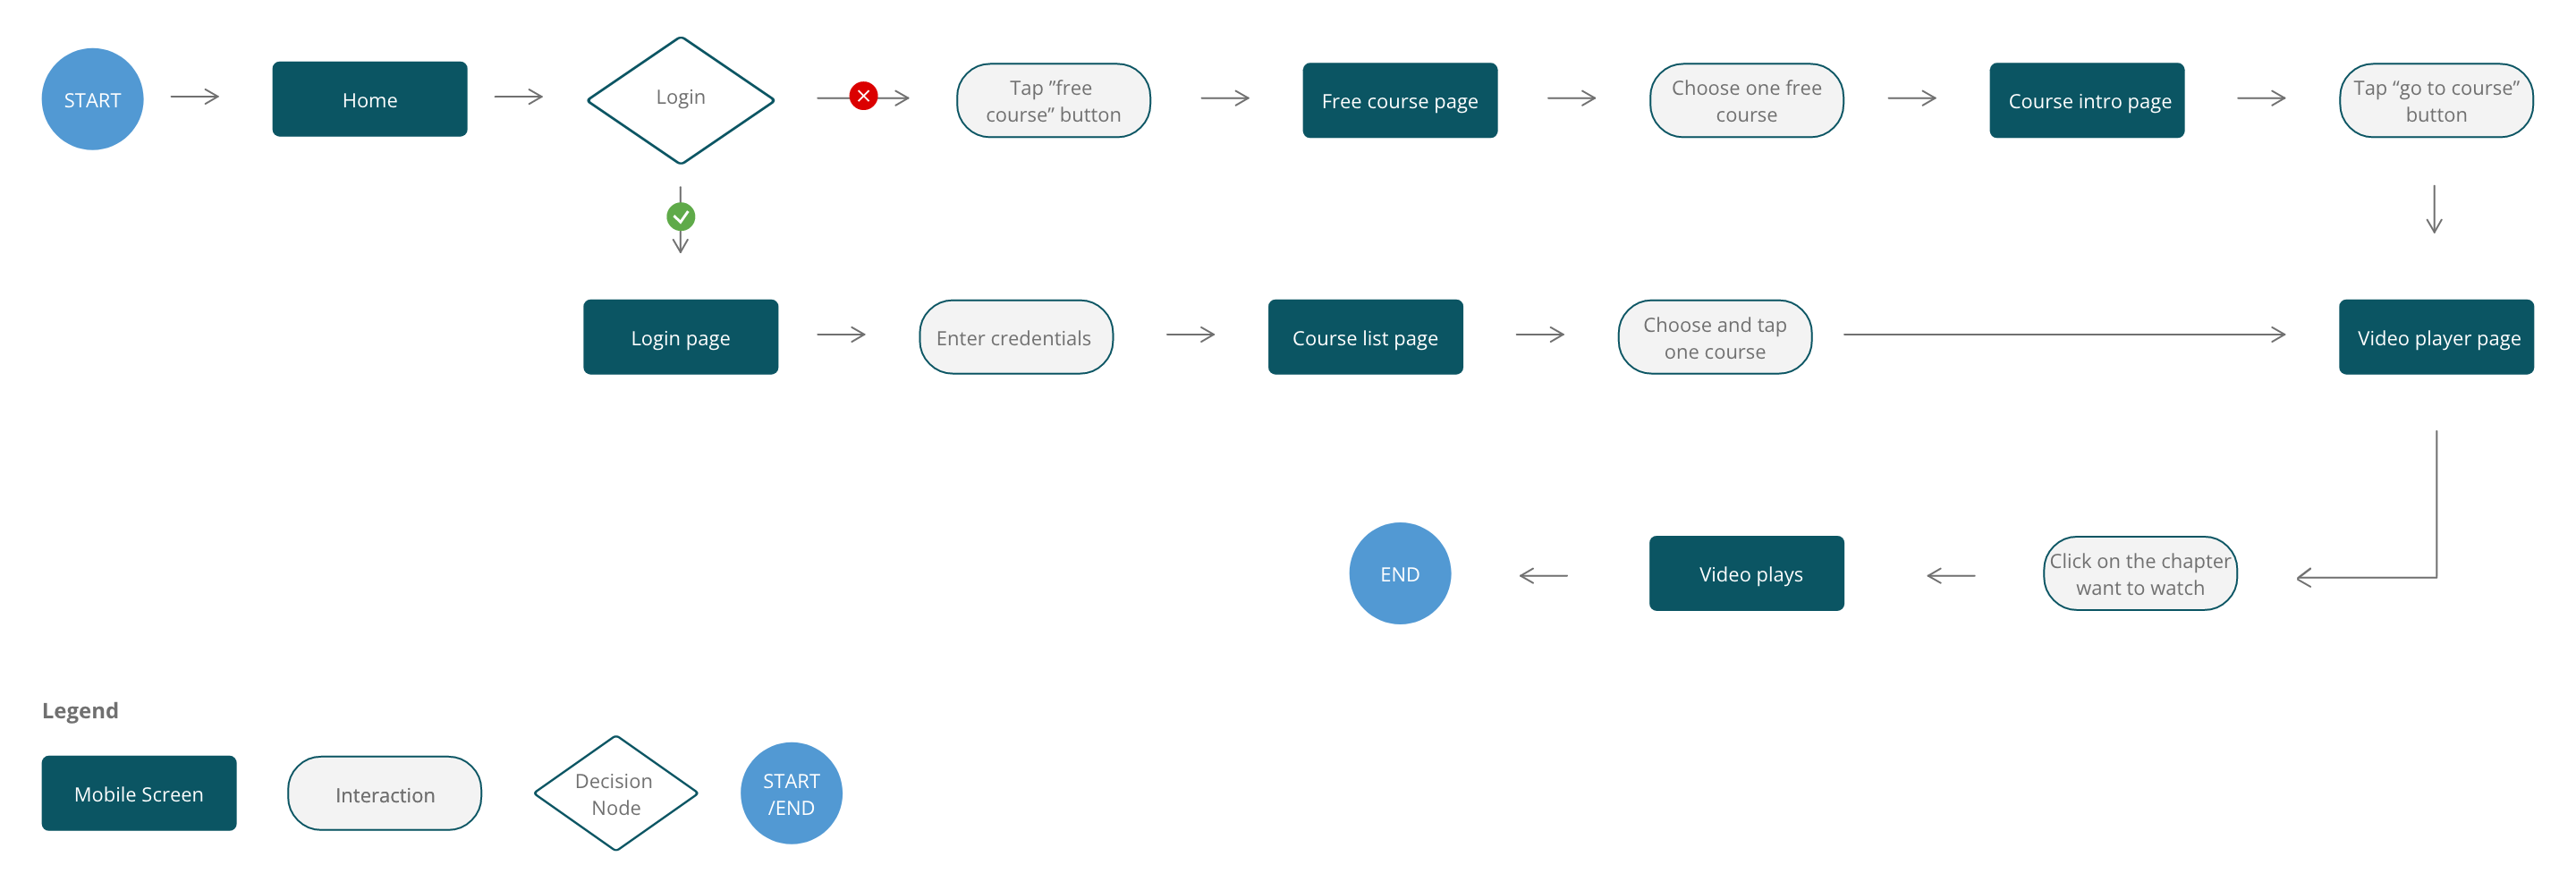 START
Home
Login
Tap ”free
course” button
Free course page
Choose one free
course
Course intro page
Tap “go to course”
button
Login page
Enter credentials
Course list page
Choose and tap
one course
Video player page
END
Video plays
Click on the chapter
want to watch
Legend
Mobile Screen
Interaction
Decision
Node
START
/END